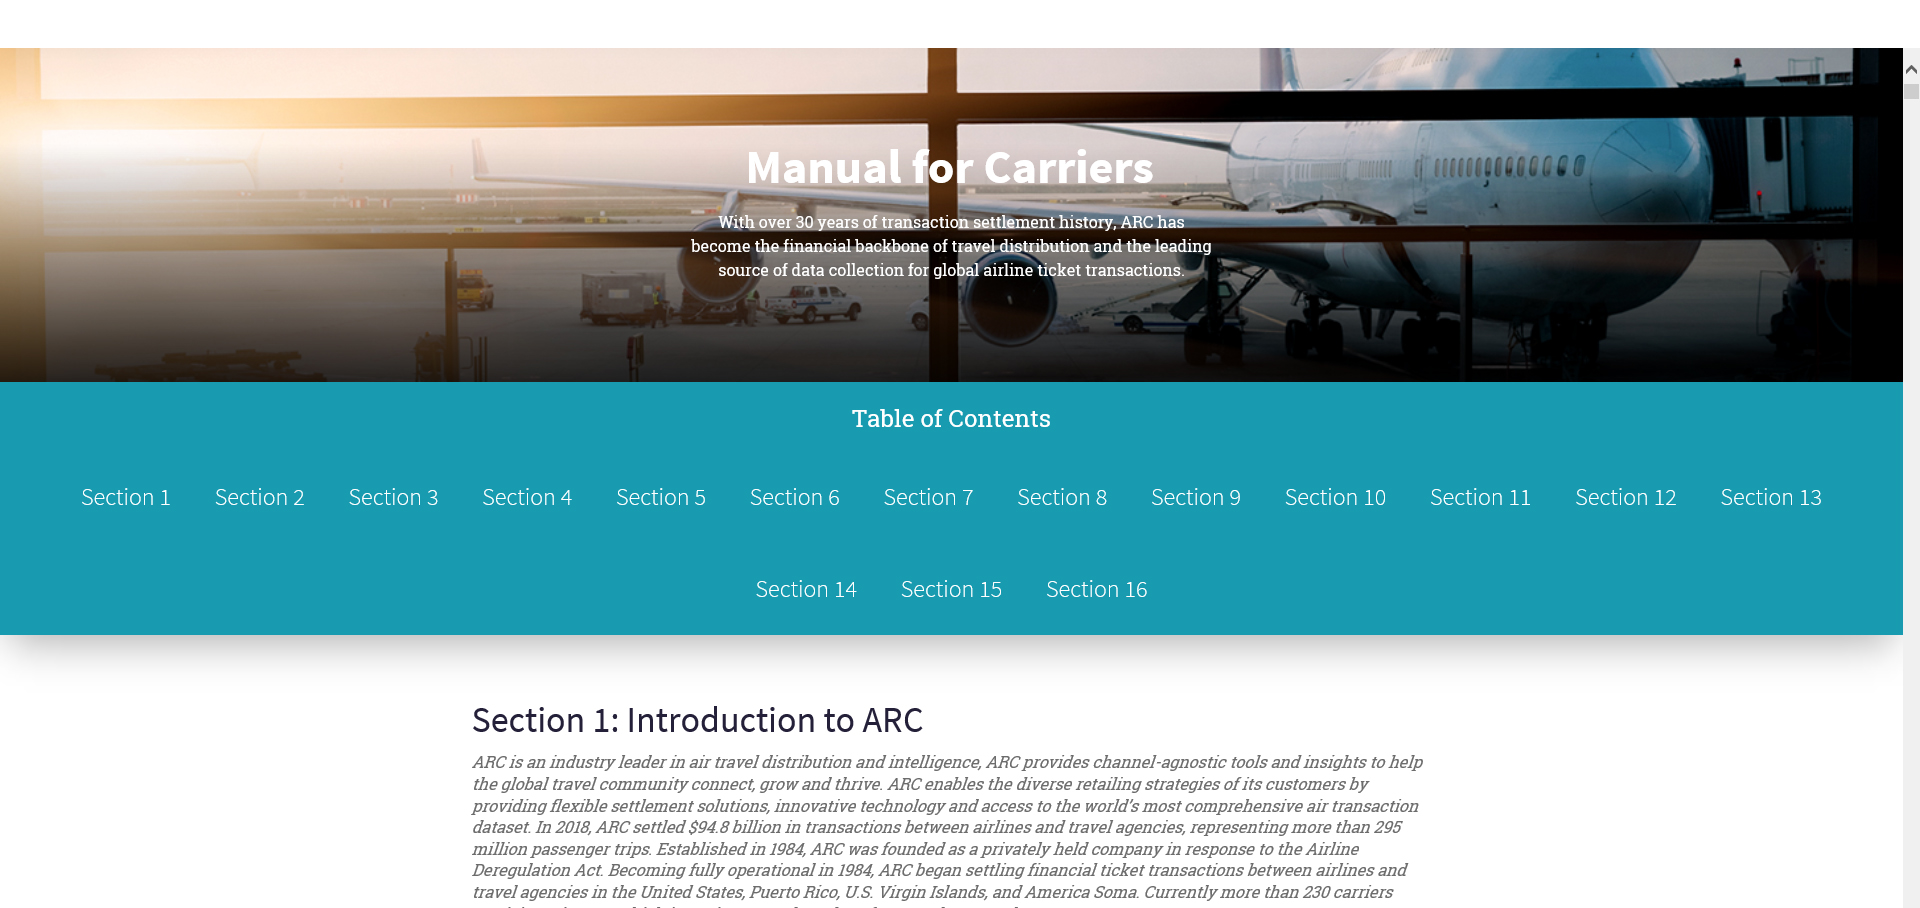 Manual for Carriers
With over 30 years of transaction settlement history, ARC has
become the financial backbone of travel distribution and the leading
source of data collection for global airline ticket transactions.
Table of Contents
Section 1 Section 2 Section 3 Section 4 Section 5 Section 6 Section 7 Section 8 Section 9 Section 10 Section 11 Section 12 Section 13
Section 14 Section 15 Section 16
Section 1: Introduction to ARC
ARC is an industry leader in air travel distribution and intelligence, ARC provides channel-agnostic tools and insights to help
the global travel community connect, grow and thrive. ARC enables the diverse retailing strategies of its customers by
providing flexible settlement solutions, innovative technology and access to the world’s most comprehensive air transaction
dataset. In 2018, ARC settled $94.8 billion in transactions between airlines and travel agencies, representing more than 295
million passenger trips. Established in 1984, ARC was founded as a privately held company in response to the Airline
Deregulation Act. Becoming fully operational in 1984, ARC began settling financial ticket transactions between airlines and
travel agencies in the United States, Puerto Rico, U.S. Virgin Islands, and America Soma. Currently more than 230 carriers